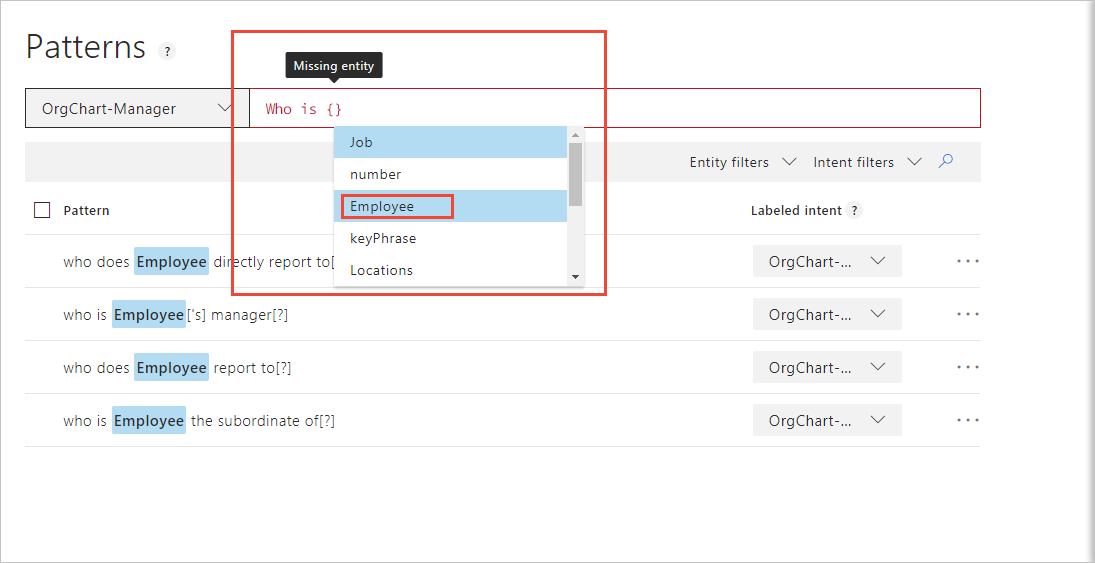 Patterns ?
Missing entity
OrgChart-Manager
Who is {}
Job
number
Employee
keyPhrase
Locations
Entity filters
Intent filters
Pattern
Labeled intent ?
who does Employee directly report to[
OrgChart-...
who is Employee['s] manager[?]
OrgChart-...
who does Employee report to[?]
OrgChart-...
who is Employee the subordinate of[?]
OrgChart-...